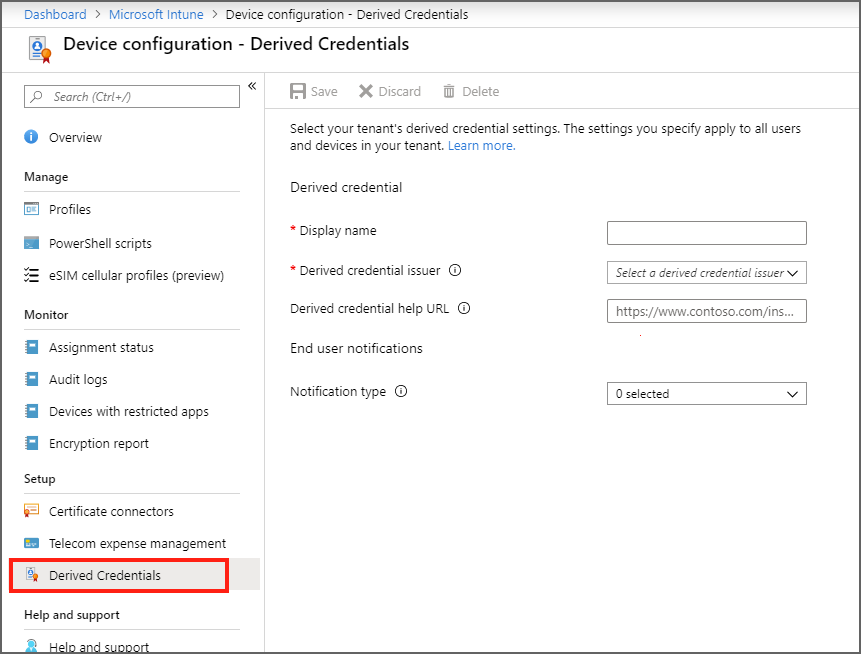 Dashboard > Microsoft Intune > Device configuration - Derived Credentials
Device configuration - Derived Credentials
Search (Ctrl+/)
«
Overview
Manage
Profiles
PowerShell scripts
eSIM cellular profiles (preview)
Monitor
Assignment status
Audit logs
Devices with restricted apps
Encryption report
Setup
Certificate connectors
Telecom expense management
Derived Credentials
Help and support
Help and support
Save Discard Delete
Select your tenant's derived credential settings. The settings you specify apply to all users
and devices in your tenant. Learn more.
Derived credential
* Display name
* Derived credential issuer
Select a derived credential issuer
Derived credential help URL
https://www.contoso.com/ins...
End user notifications
Notification type
0 selected